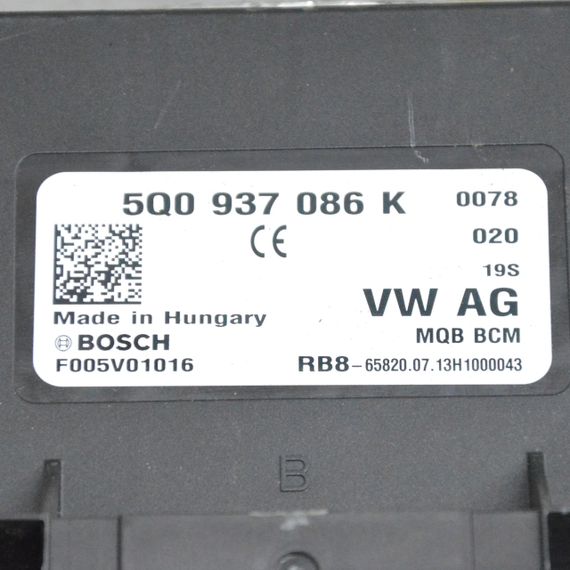 5Q0 937 086 K 0078
CE 020
19S
VW AG
Made in Hungary
BOSCH MQB BCM
F005V01016 RB8-65820.07.13H1000043
B